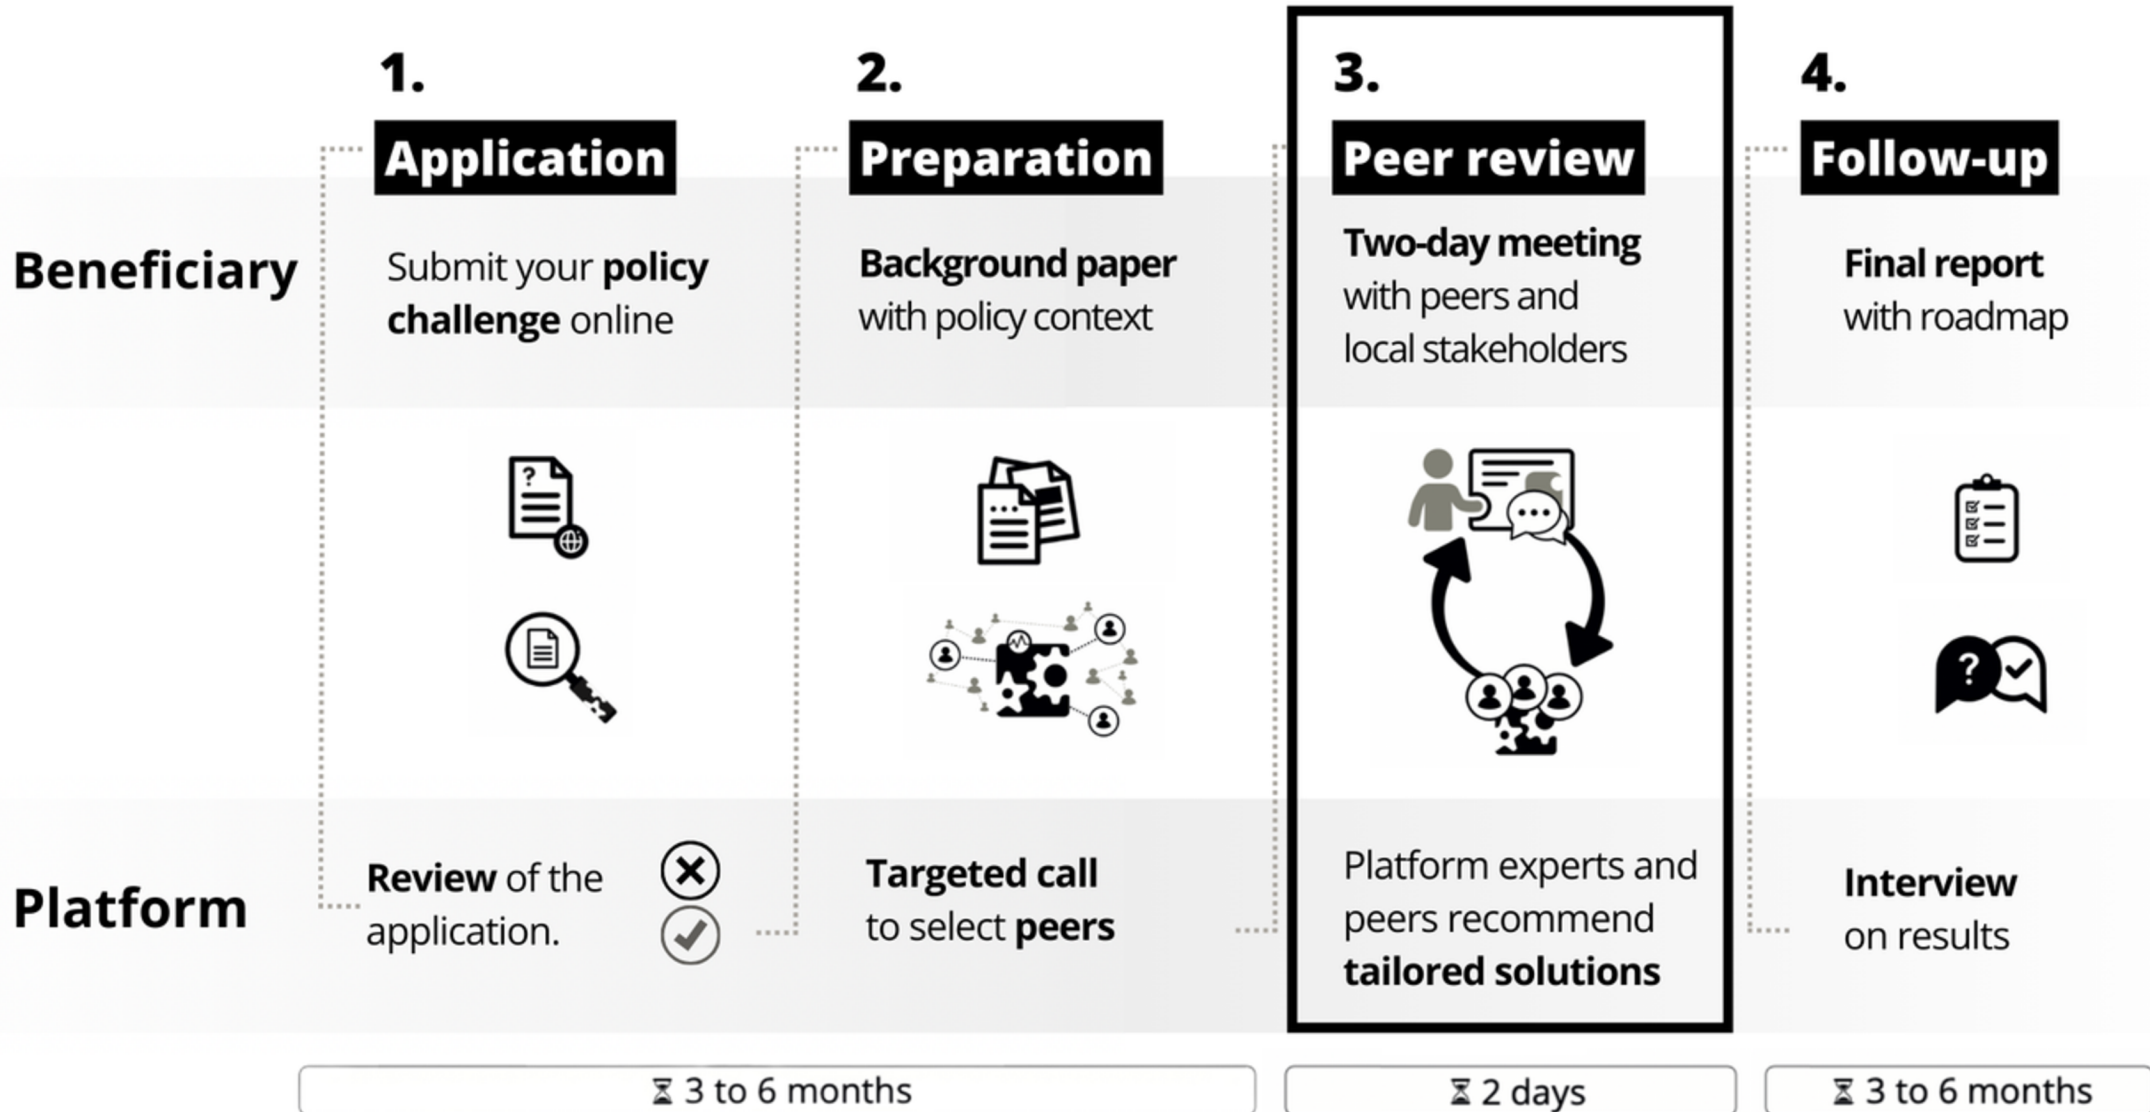 1.
Application
2.
Preparation
3.
Peer review
4.
Follow-up
Beneficiary
Submit your policy
challenge online
Background paper
with policy context
Two-day meeting
with peers and
local stakeholders
Final report
with roadmap
?
?
Platform
Review of the
application.
Targeted call
to select peers
Platform experts and
peers recommend
tailored solutions
Interview
on results
3 to 6 months
2 days
3 to 6 months